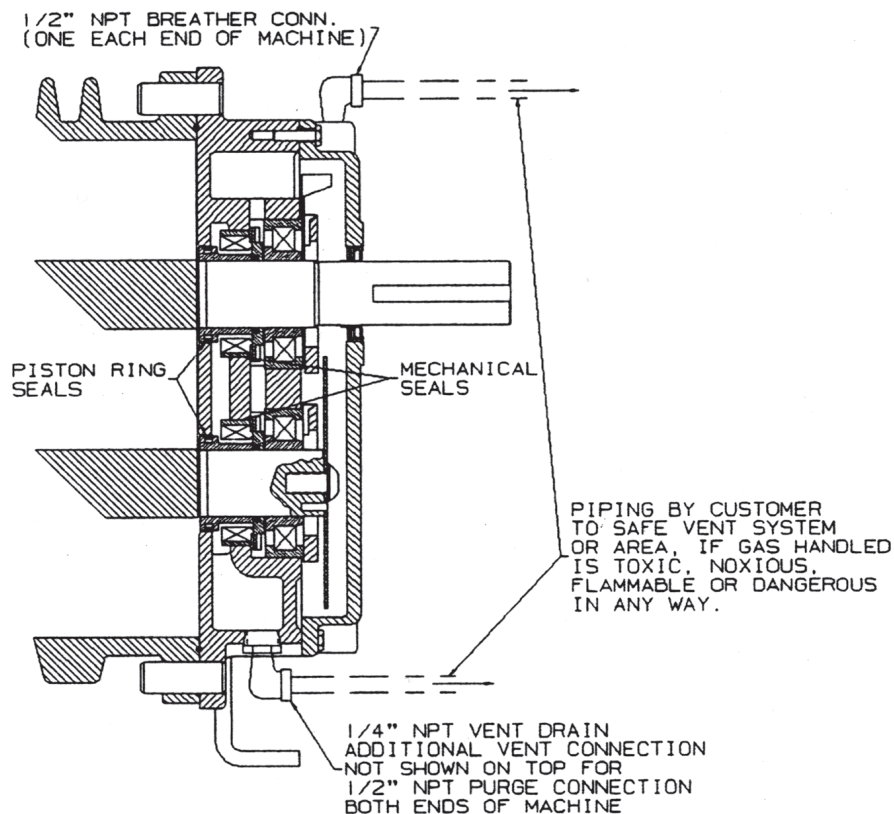 1/2" NPT BREATHER CONN.
(ONE EACH END OF MACHINE)
PISTON RING
SEALS
MECHANICAL
SEALS
PIPING BY CUSTOMER
TO SAFE VENT SYSTEM
OR AREA, IF GAS HANDLED
IS TOXIC, NOXIOUS,
FLAMMABLE OR DANGEROUS
IN ANY WAY.
1/4" NPT VENT DRAIN
ADDITIONAL VENT CONNECTION
NOT SHOWN ON TOP FOR
1/2" NPT PURGE CONNECTION
BOTH ENDS OF MACHINE